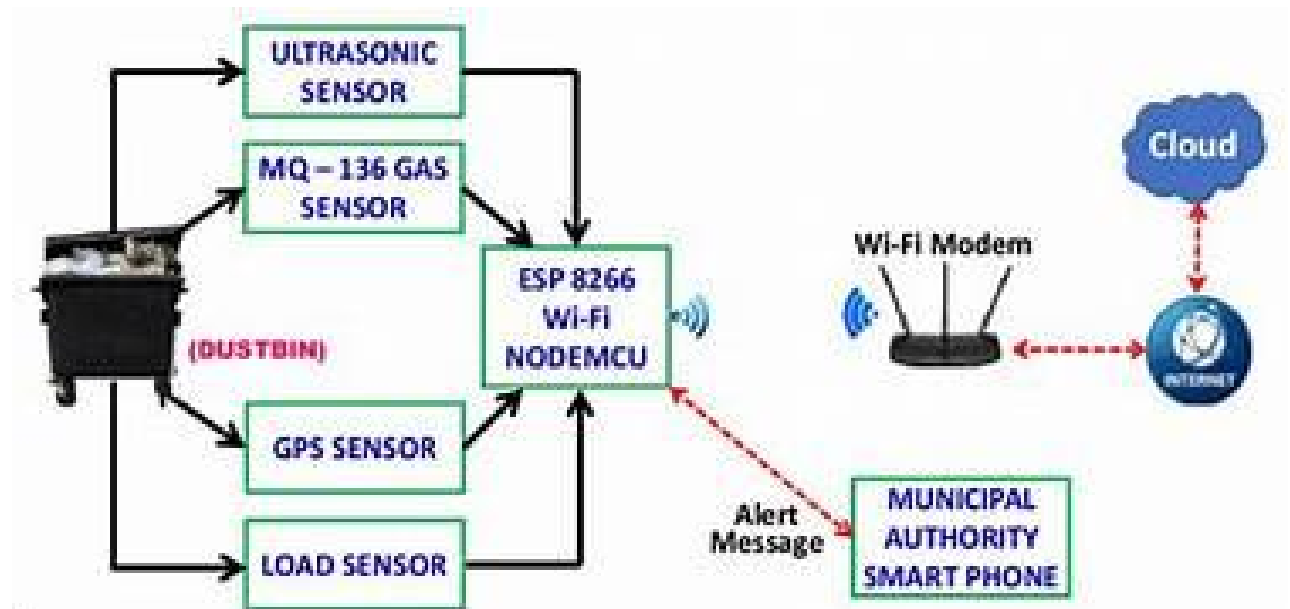 ULTRASONIC
SENSOR
MQ – 136 GAS
SENSOR
Cloud
Wi-Fi Modem
ESP 8266
Wi-Fi
NODEMCU
(DUSTBIN)
INTERNET
GPS SENSOR
LOAD SENSOR
Alert
Message
MUNICIPAL
AUTHORITY
SMART PHONE